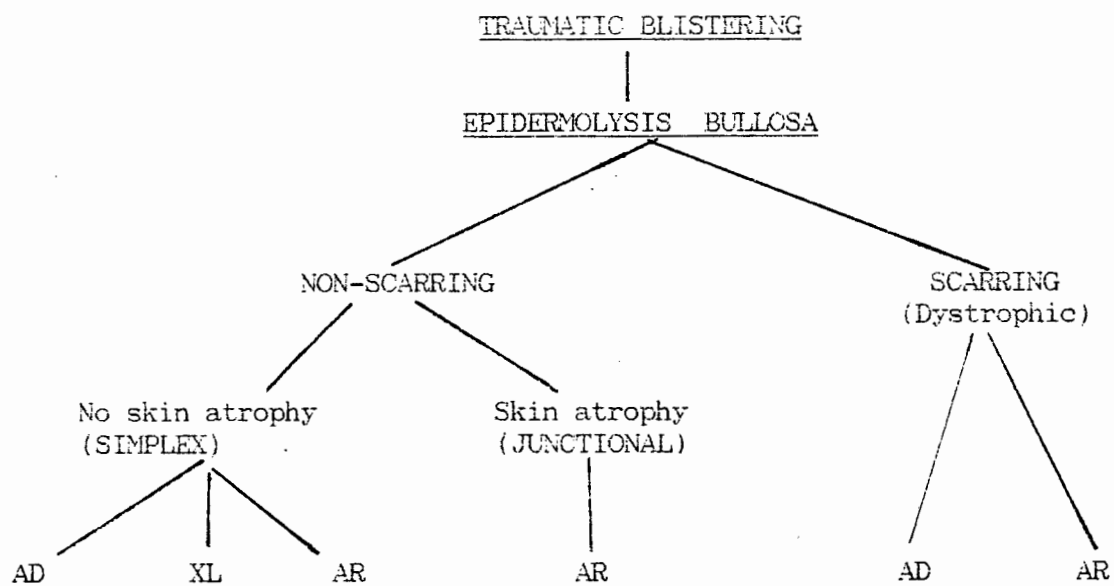 TRAUMATIC BLISTERING
EPIDERMOLYSIS BULLOSA
NON-SCARRING
SCARRING
(Dystrophic)
No skin atrophy
(SIMPLEX)
Skin atrophy
(JUNCTIONAL)
AD XL AR AR AD AR